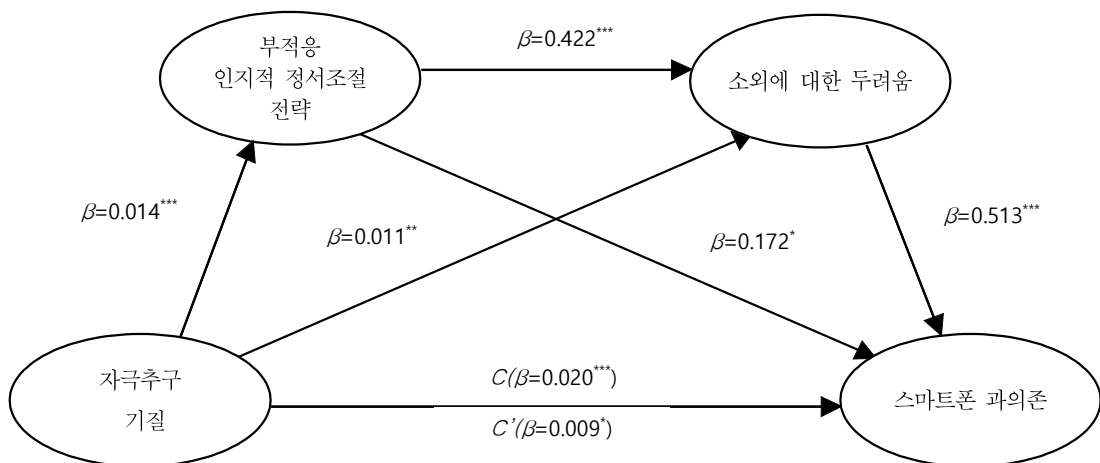 부적응
인지적 정서조절
전략
β=0.422***
소외에 대한 두려움
β=0.014***
β=0.011**
β=0.172*
β=0.513***
자극추구
기질
C(β=0.020***)
C'(β=0.009*)
스마트폰 과의존